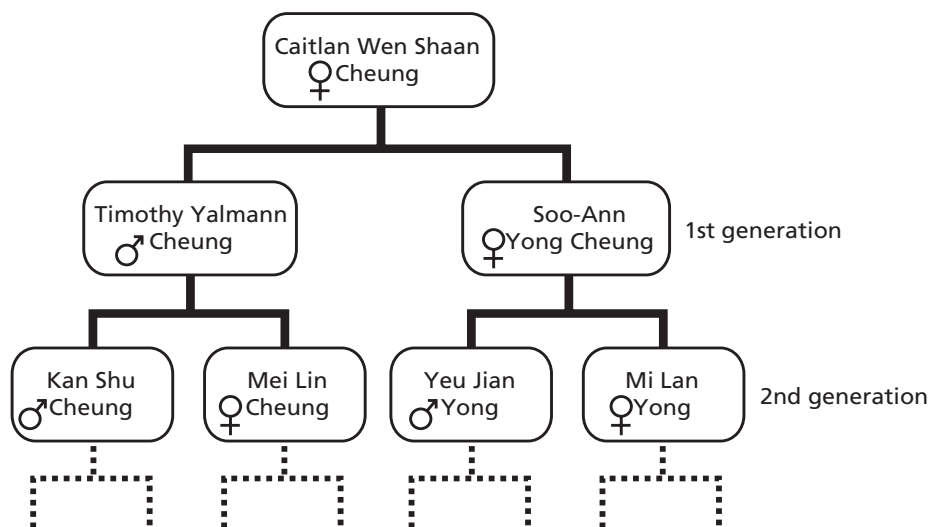 Caitlan Wen Shaan
♀Cheung
Timothy Yalmann
♂Cheung
Soo-Ann
♀Yong Cheung
1st generation
Kan Shu
♂Cheung
Mei Lin
♀Cheung
Yeu Jian
♂Yong
Mi Lan
♀Yong
2nd generation